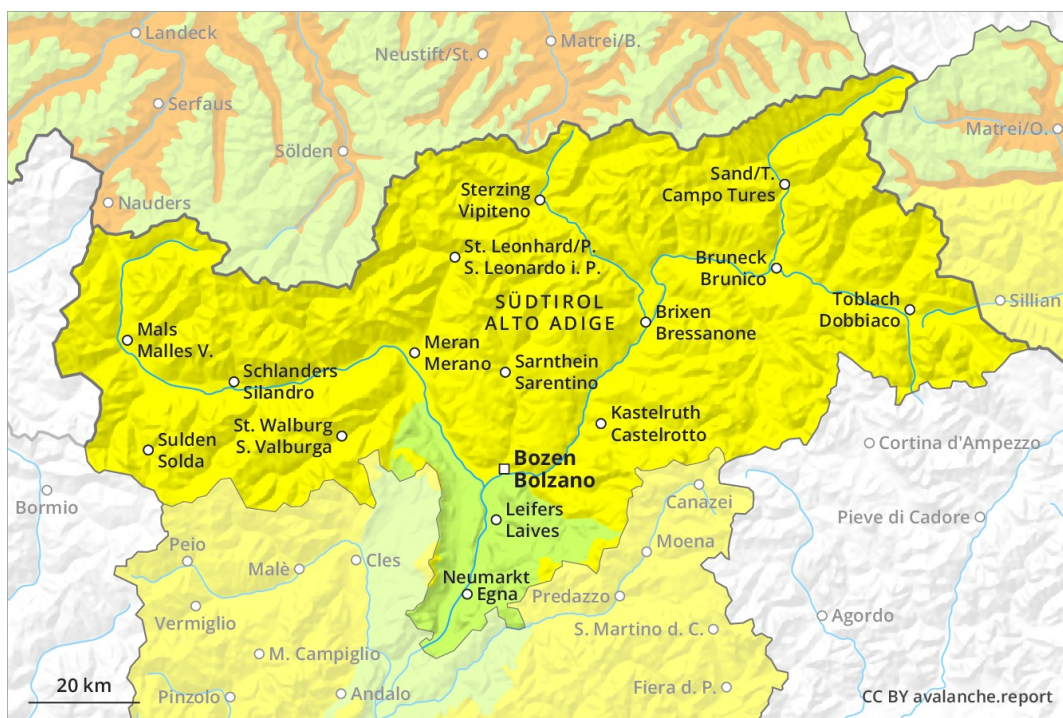 Landeck
Neustift/St.
Matrei/B.
Serfaus
Sölden
Matrei/O.
Nauders
Sand/T.
Campo Tures
Sterzing
Vipiteno
St. Leonhard/P.
S. Leonardo i. P.
Bruneck
Brunico
SÜDTIROL
ALTO ADIGE
Toblach
Dobbiaco
Sillian
Brixen
Bressanone
Mals
Malles V.
Meran
Merano
Sarnthein
Sarentino
Schlanders
Silandro
Kastelruth
Castelrotto
St. Walburg
S. Valburga
Sulden
Solda
Cortina d'Ampezzo
Bozen
Bolzano
Bormio
Canazei
Leifers
Laives
Pieve di Cadore
Peio
Cles
Moena
Malè
Neumarkt
Egna
Predazzo
Vermiglio
Agordo
S. Martino d. C.
M. Campiglio
20 km
Pinzolo
Andalo
Fiera d. P.
CC BY avalanche.report